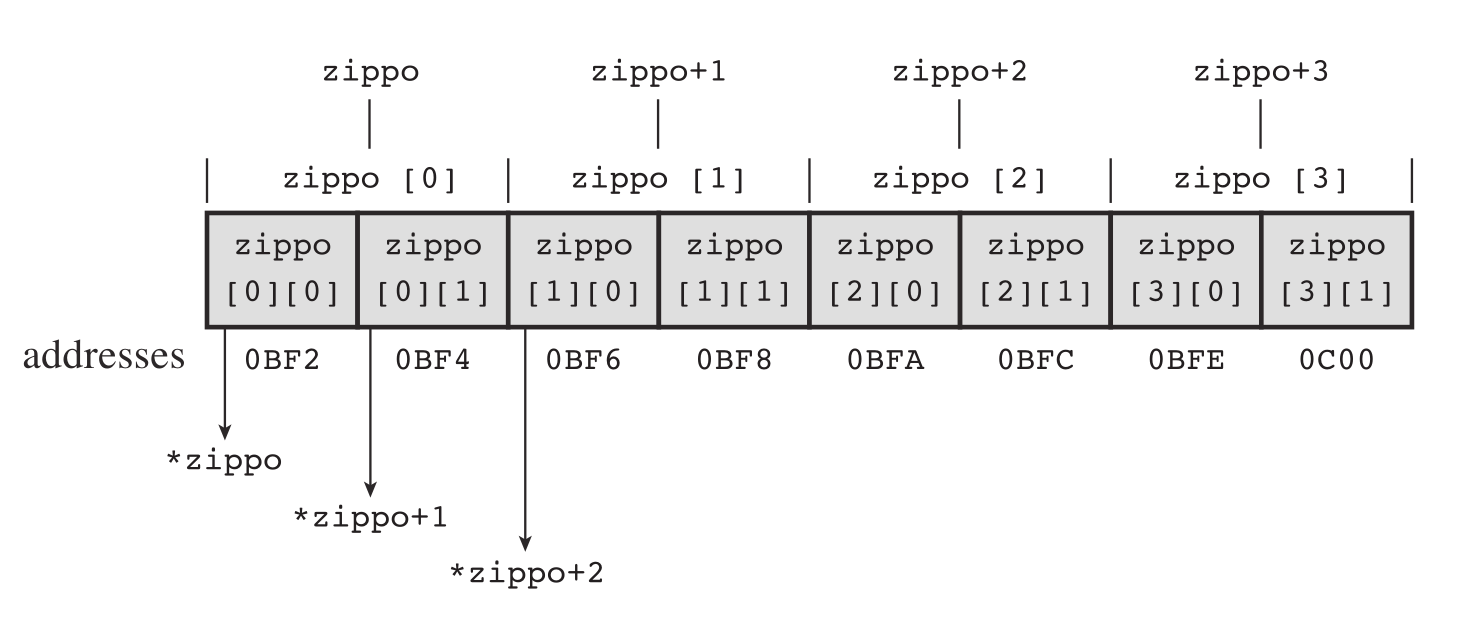 zippo zippo+1 zippo+2 zippo+3
zippo [0] zippo [1] zippo [2] zippo [3]
zippo zippo zippo zippo zippo zippo zippo zippo
[0][0] [0][1] [1][0] [1][1] [2][0] [2][1] [3][0] [3][1]
addresses 0BF2 0BF4 0BF6 0BF8 0BFA 0BFC 0BFE 0C00
*zippo
*zippo+1
*zippo+2